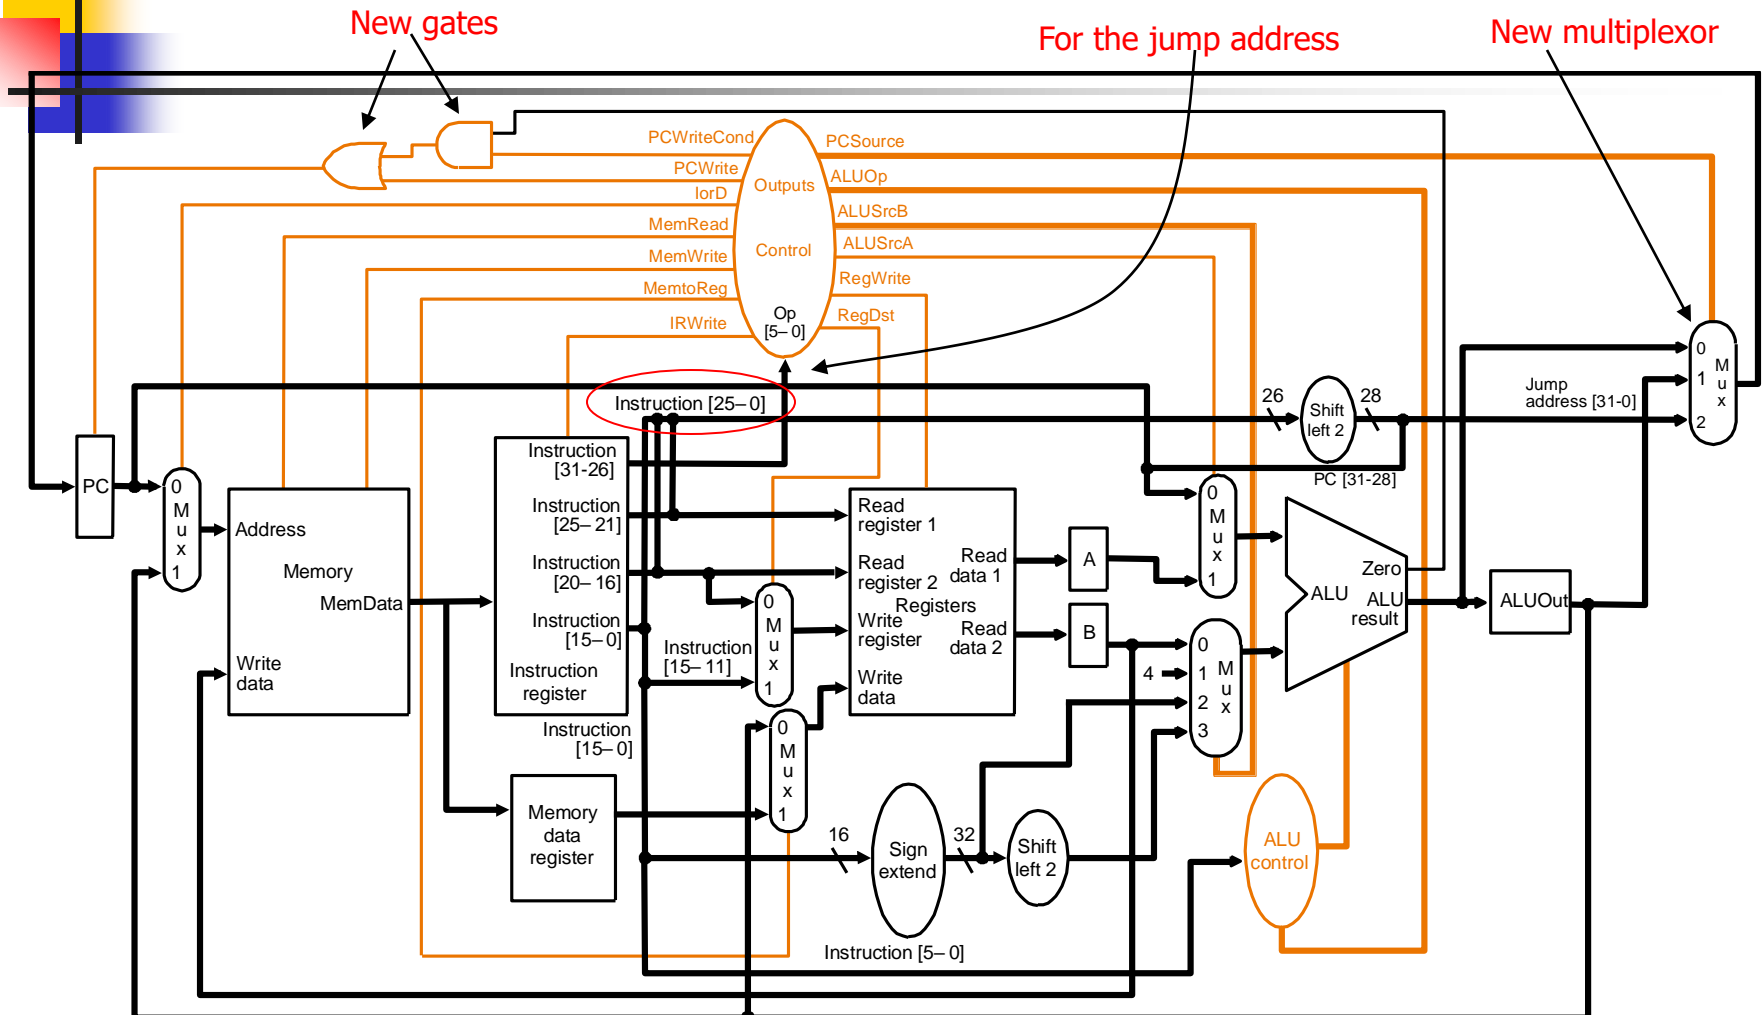 New gates
For the jump address
New multiplexor
PCWriteCond
PCSource
PCWrite
Outputs
ALUOp
IorD
ALUSrcB
MemRead
ALUSrcA
MemWrite
Control
RegWrite
MemtoReg
RegDst
IRWrite
Op
[5–0]
0
1
2
M
u
x
Instruction [25–0]
26
Shift
left 2
28
Jump
address [31-0]
PC [31-28]
PC
0
M
u
x
1
Address
Memory
MemData
Write
data
Instruction
[31-26]
Instruction
[25–21]
Instruction
[20–16]
Instruction
[15–0]
Instruction
register
Instruction
[15–0]
Instruction
[15–11]
0
M
u
x
1
0
M
u
x
1
Memory
data
register
Read
register 1
Read
register 2
Registers
Write
register
Write
data
Read
data 1
Read
data 2
A
B
0
M
u
x
1
4
0
1
2
3
M
u
x
Zero
ALU
ALU
result
ALUOut
16
Sign
extend
32
Shift
left 2
ALU
control
Instruction [5–0]